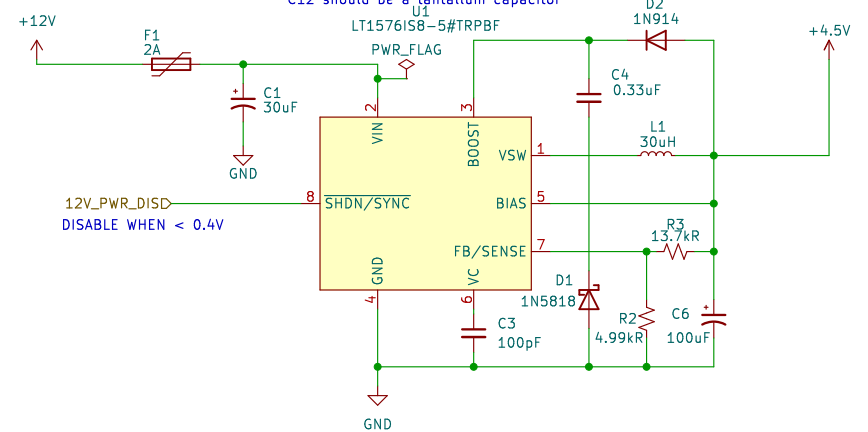 C12 should be a tantallum capacitor
U1
LT1576IS8-5#TRPBF
PWR_FLAG
D2
1N914
+12V
F1
2A
+4.5V
C1
30uF
GND
2
VIN
3
BOOST
C4
0.33uF
L1
30uH
VSW
1
12V_PWR_DIS
8
SHDN/SYNC
BIAS
5
DISABLE WHEN < 0.4V
R3
13.7kR
FB/SENSE
7
GND
4
VC
6
D1
1N5818
C3
100pF
R2
4.99kR
C6
100uF
GND